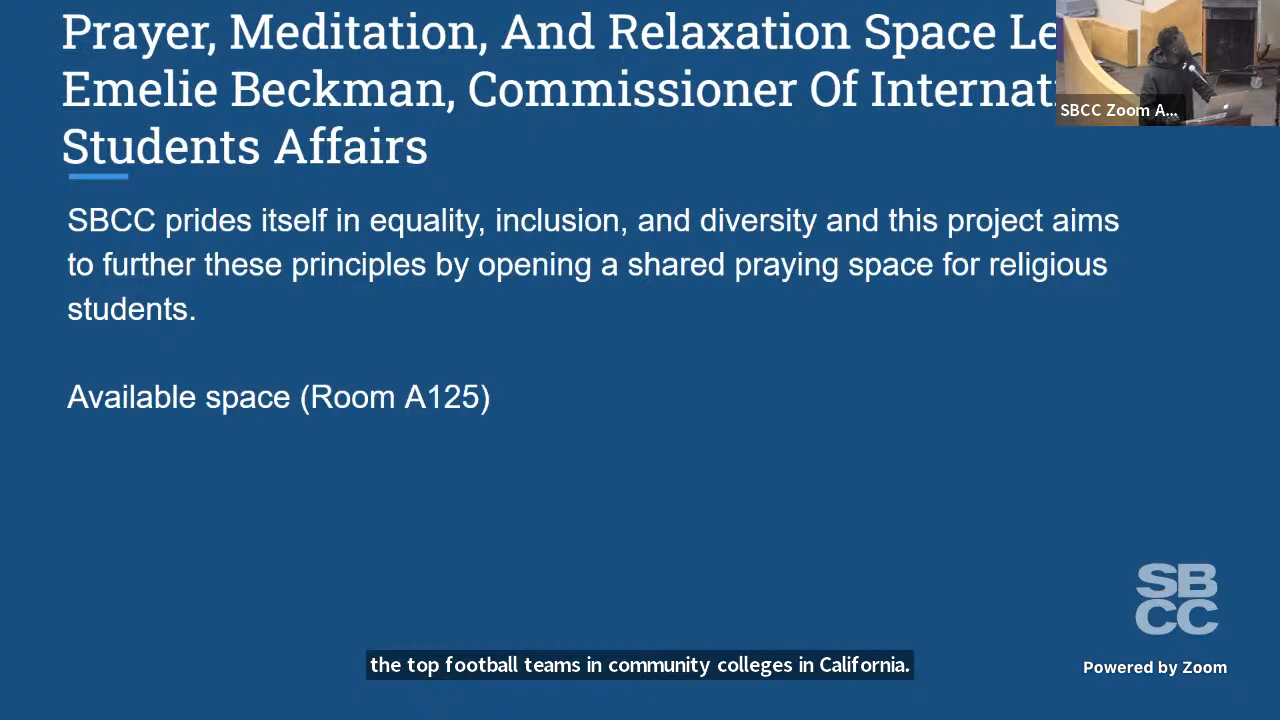 Prayer, Meditation, And Relaxation Space Le
Emelie Beckman, Commissioner Of Internati
Students Affairs
SBCC Zoom A...
SBCC prides itself in equality, inclusion, and diversity and this project aims
to further these principles by opening a shared praying space for religious
students.
Available space (Room A125)
SB
CC
the top football teams in community colleges in California.
Powered by Zoom